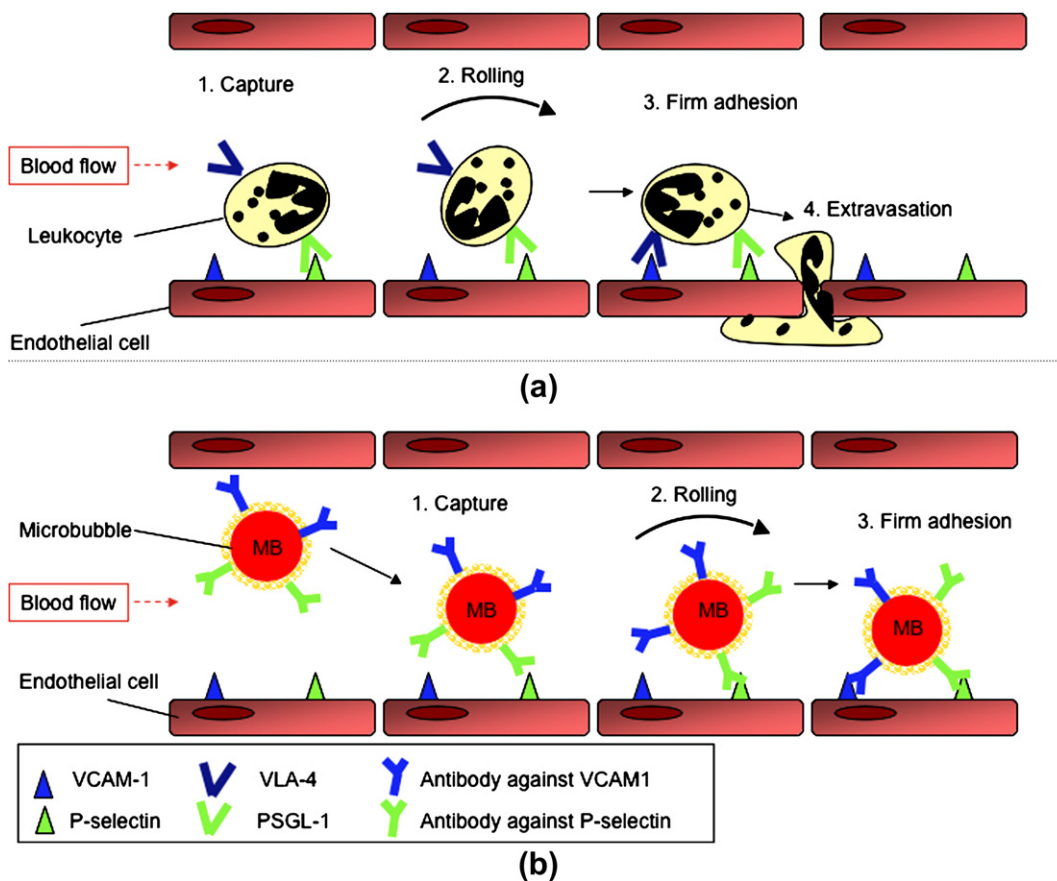 1. Capture
2. Rolling
3. Firm adhesion
Blood flow
4. Extravasation
Leukocyte
Endothelial cell
(a)
1. Capture
2. Rolling
3. Firm adhesion
Microbubble
MB
MB
MB
MB
Blood flow
Endothelial cell
VCAM-1
VLA-4
Antibody against VCAM1
P-selectin
PSGL-1
Antibody against P-selectin
(b)